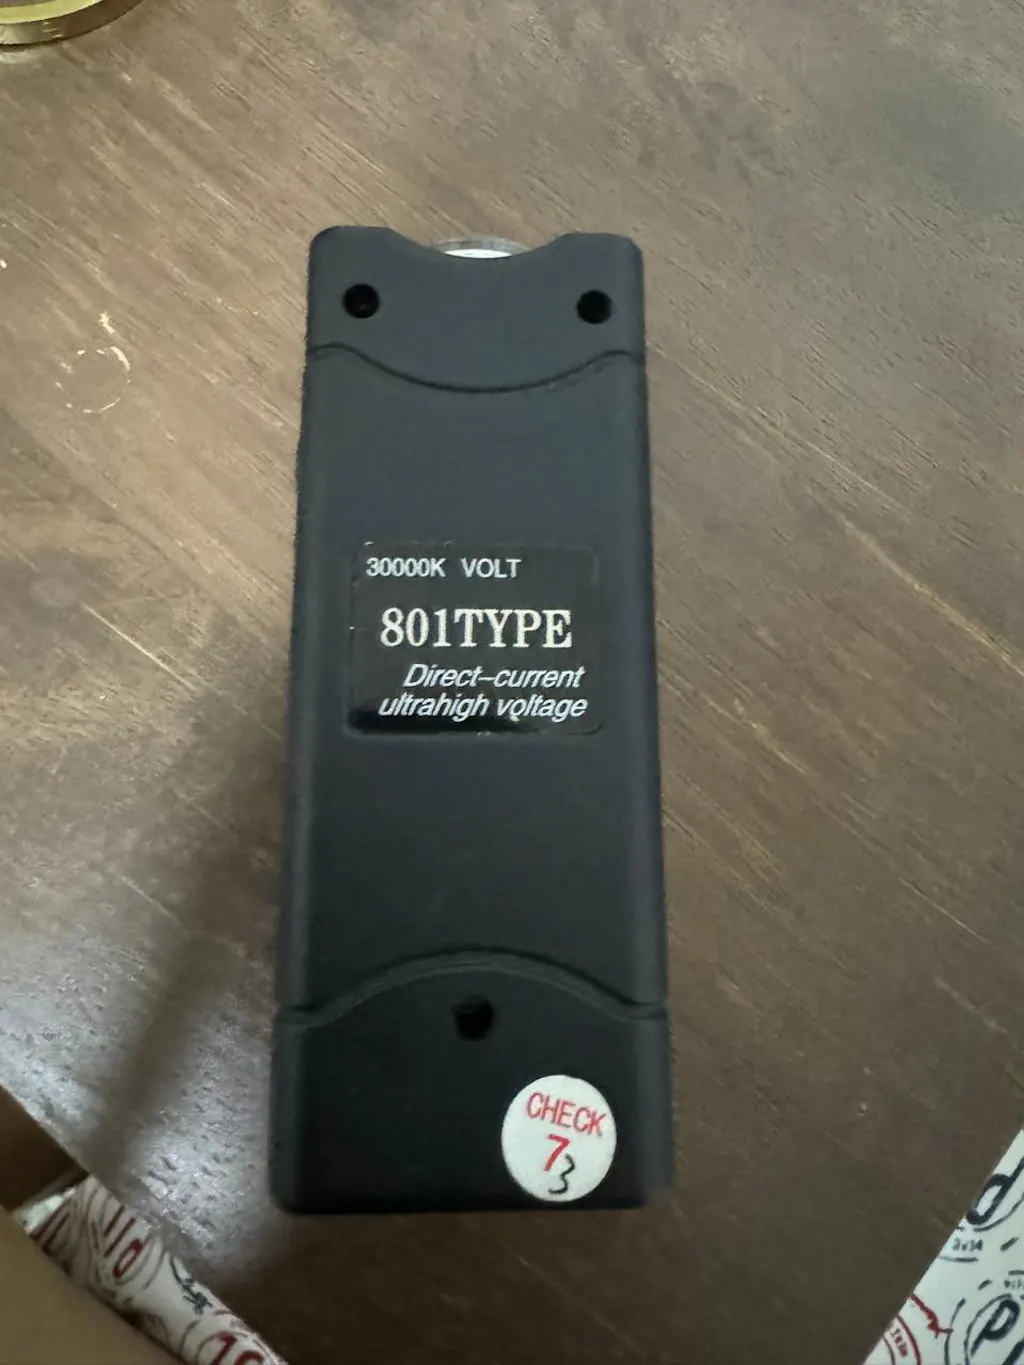 30000K VOLT
801TYPE
Direct-current
ultrahigh voltage
CHECK
7
3